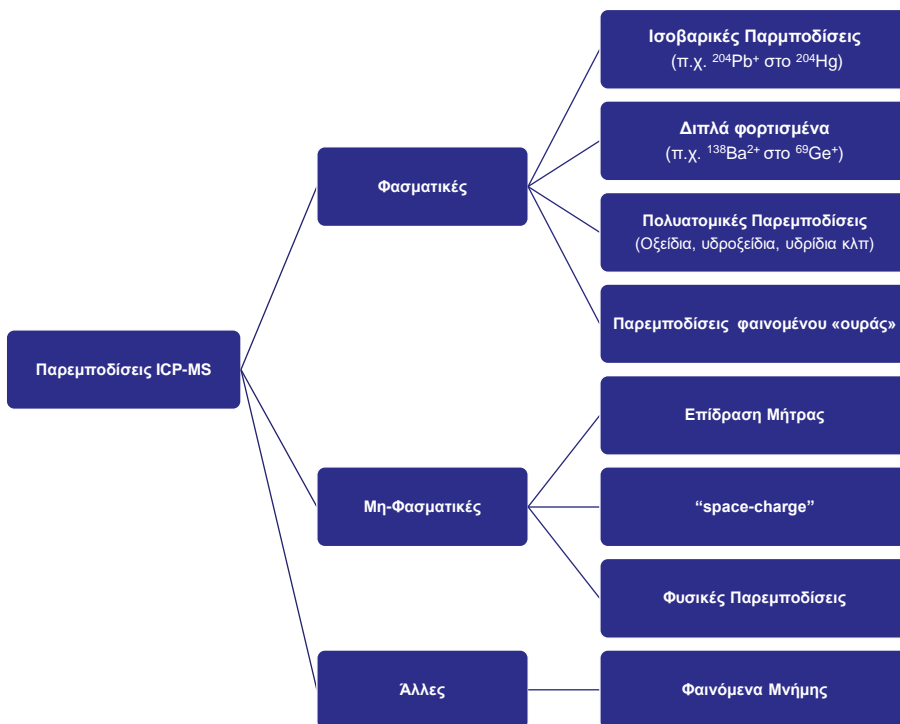 Ισοβαρικές Παρμποδίσεις
(π.χ. ²⁰⁴Pb⁺ στο ²⁰⁴Hg)
Διπλά φορτισμένα
(π.χ. ¹³⁸Ba²⁺ στο ⁶⁹Ge⁺)
Φασματικές
Πολυατομικές Παρεμποδίσεις
(Οξείδια, υδροξείδια, υδρίδια κλπ)
Παρεμποδίσεις φαινομένου «ουράς»
Παρεμποδίσεις ICP-MS
Επίδραση Μήτρας
Μη-Φασματικές
“space-charge”
Φυσικές Παρεμποδίσεις
Άλλες
Φαινόμενα Μνήμης